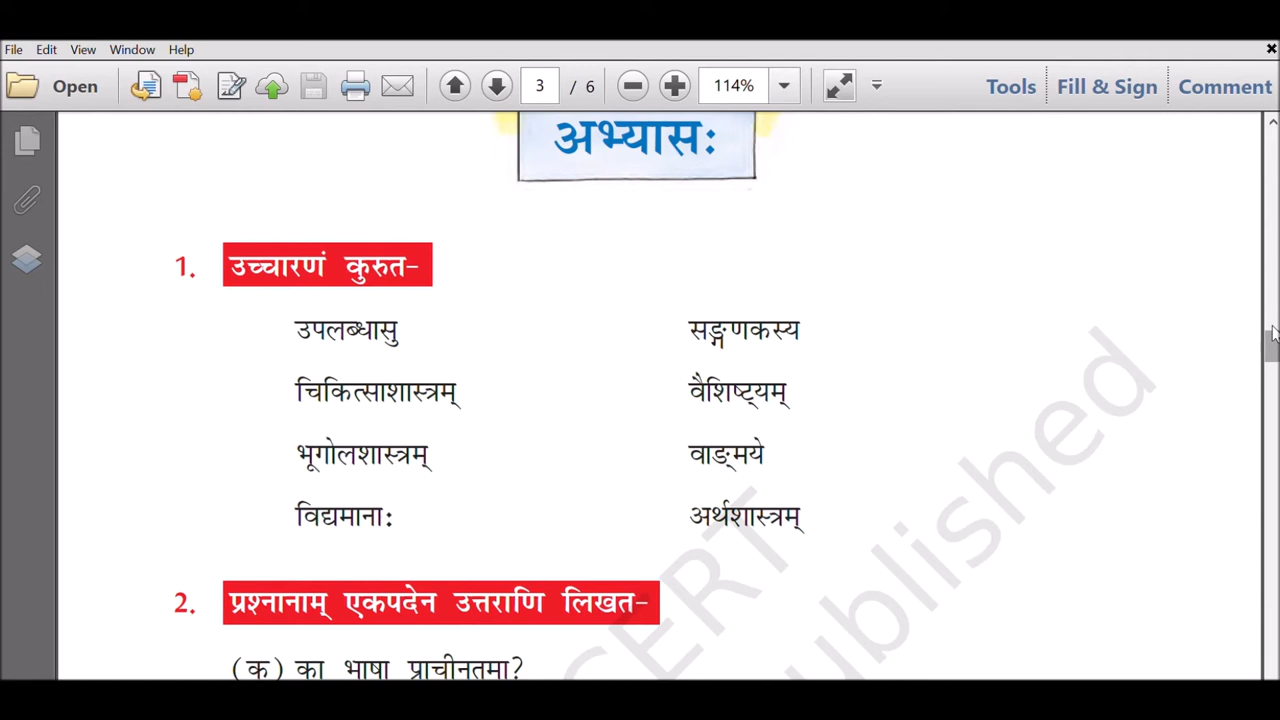 File Edit View Window Help
Open 3 / 6 114% Tools Fill & Sign Comment
अभ्यासः
1. उच्चारणं कुरुत-
उपलब्धासु सङ्गणकस्य
चिकित्साशास्त्रम् वैशिष्ट्यम्
भूगोलशास्त्रम् वाङ्मये
विद्यमानाः अर्थशास्त्रम्
2. प्रश्नानाम् एकपदेन उत्तराणि लिखत-
(क) का भाषा प्राचीनतमा?